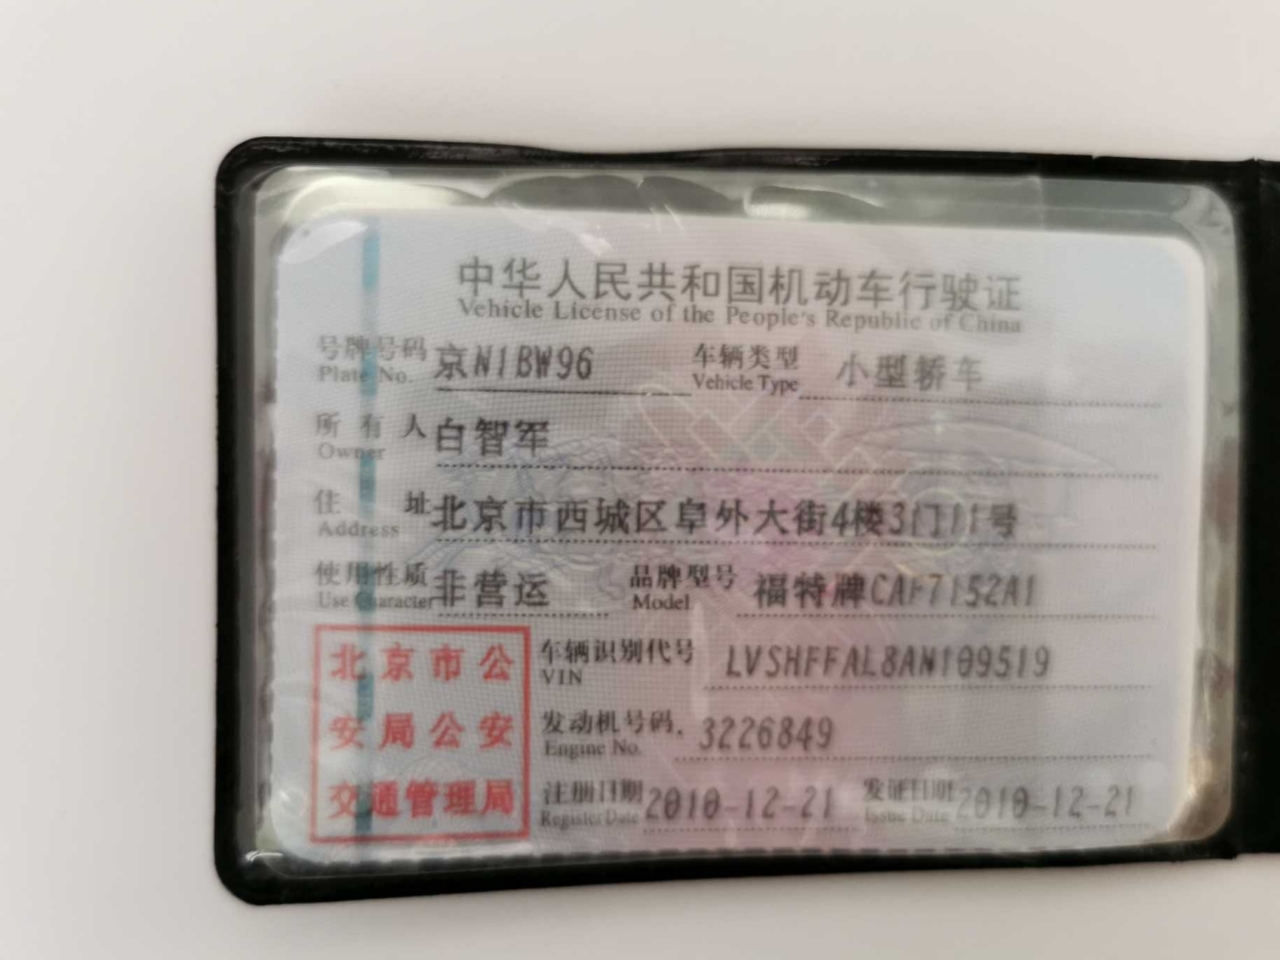 中华人民共和国机动车行驶证
Vehicle License of the People's Republic of China
号牌号码 京N1BW96 车辆类型 小型轿车
Plate No. Vehicle Type
所有人 白智军
Owner
住址 北京市西城区阜外大街4楼3门11号
Address
使用性质 非营运 品牌型号 福特牌CAF7152A1
Use Character Model
北京市公安局公安交通管理局
车辆识别代号 LVSHFFAL8AN109519
VIN
发动机号码 3226849
Engine No.
注册日期 2010-12-21 发证日期 2010-12-21
Register Date Issue Date